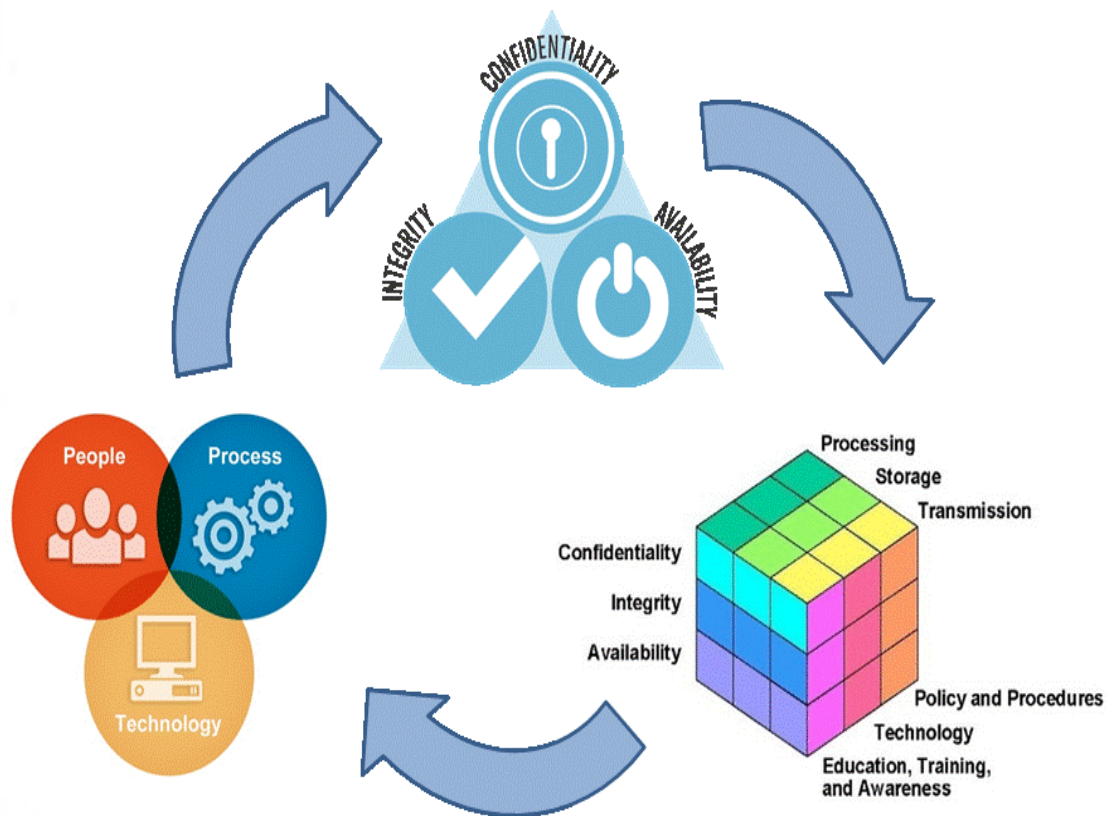 CONFIDENTIALITY
INTEGRITY
AVAILABILITY
People
Process
Technology
Processing
Storage
Transmission
Confidentiality
Integrity
Availability
Policy and Procedures
Technology
Education, Training,
and Awareness